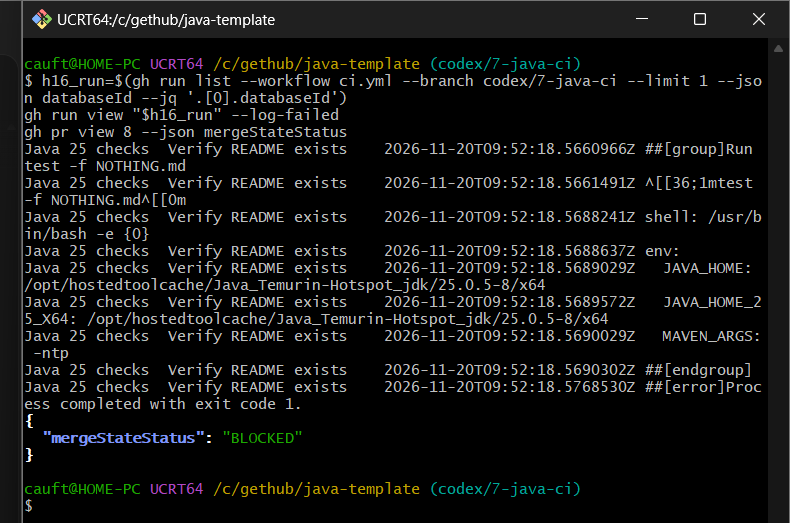 UCRT64:/c/gethub/java-template
cauft@HOME-PC UCRT64 /c/gethub/java-template (codex/7-java-ci)
$ h16_run=$(gh run list --workflow ci.yml --branch codex/7-java-ci --limit 1 --jso
n databaseId --jq '.[0].databaseId')
gh run view "$h16_run" --log-failed
gh pr view 8 --json mergeStateStatus
Java 25 checks  Verify README exists    2026-11-20T09:52:18.5660966Z ##[group]Run
test -f NOTHING.md
Java 25 checks  Verify README exists    2026-11-20T09:52:18.5661491Z ^[[36;1mtest
-f NOTHING.md^[[0m
Java 25 checks  Verify README exists    2026-11-20T09:52:18.5688241Z shell: /usr/b
in/bash -e {0}
Java 25 checks  Verify README exists    2026-11-20T09:52:18.5688637Z env:
Java 25 checks  Verify README exists    2026-11-20T09:52:18.5689029Z   JAVA_HOME:
/opt/hostedtoolcache/Java_Temurin-Hotspot_jdk/25.0.5-8/x64
Java 25 checks  Verify README exists    2026-11-20T09:52:18.5689572Z   JAVA_HOME_2
5_X64: /opt/hostedtoolcache/Java_Temurin-Hotspot_jdk/25.0.5-8/x64
Java 25 checks  Verify README exists    2026-11-20T09:52:18.5690029Z   MAVEN_ARGS:
 -ntp
Java 25 checks  Verify README exists    2026-11-20T09:52:18.5690302Z ##[endgroup]
Java 25 checks  Verify README exists    2026-11-20T09:52:18.5768530Z ##[error]Proc
ess completed with exit code 1.
{
  "mergeStateStatus": "BLOCKED"
}
cauft@HOME-PC UCRT64 /c/gethub/java-template (codex/7-java-ci)
$